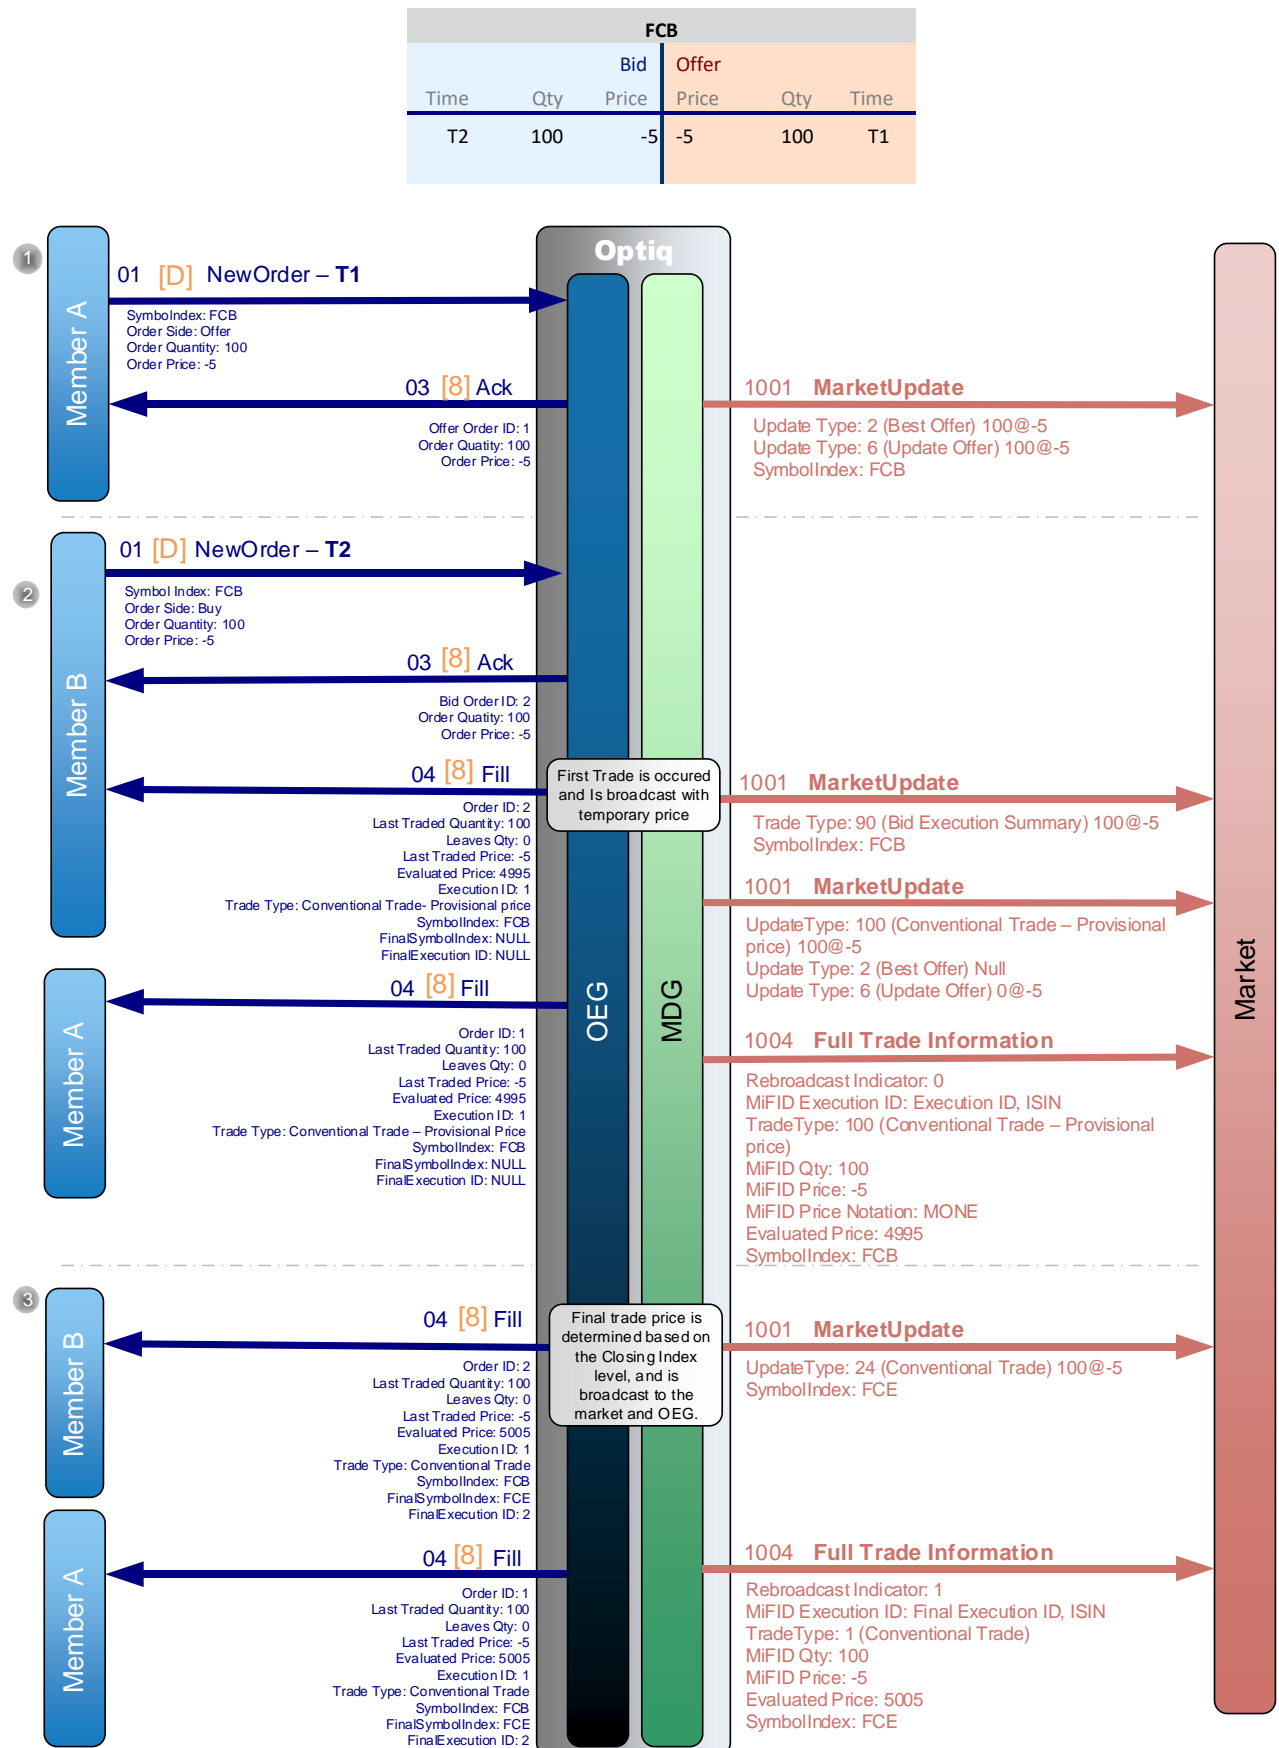 FCB
Bid Offer
Time Qty Price Price Qty Time
T2 100 -5 -5 100 T1
Optiq
OEG
MDG
Market
1
Member A
01 [D] NewOrder – T1
SymbolIndex: FCB
Order Side: Offer
Order Quantity: 100
Order Price: -5
03 [8] Ack
Offer Order ID: 1
Order Quatity: 100
Order Price: -5
1001 MarketUpdate
Update Type: 2 (Best Offer) 100@-5
Update Type: 6 (Update Offer) 100@-5
SymbolIndex: FCB
2
Member B
01 [D] NewOrder – T2
Symbol Index: FCB
Order Side: Buy
Order Quantity: 100
Order Price: -5
03 [8] Ack
Bid Order ID: 2
Order Quatity: 100
Order Price: -5
04 [8] Fill
Order ID: 2
Last Traded Quantity: 100
Leaves Qty: 0
Last Traded Price: -5
Evaluated Price: 4995
Execution ID: 1
Trade Type: Conventional Trade- Provisional price
SymbolIndex: FCB
FinalSymbolIndex: NULL
FinalExecution ID: NULL
First Trade is occured
and Is broadcast with
temporary price
1001 MarketUpdate
Trade Type: 90 (Bid Execution Summary) 100@-5
SymbolIndex: FCB
1001 MarketUpdate
UpdateType: 100 (Conventional Trade – Provisional
price) 100@-5
Update Type: 2 (Best Offer) Null
Update Type: 6 (Update Offer) 0@-5
Member A
04 [8] Fill
Order ID: 1
Last Traded Quantity: 100
Leaves Qty: 0
Last Traded Price: -5
Evaluated Price: 4995
Execution ID: 1
Trade Type: Conventional Trade – Provisional Price
SymbolIndex: FCB
FinalSymbolIndex: NULL
FinalExecution ID: NULL
1004 Full Trade Information
Rebroadcast Indicator: 0
MiFID Execution ID: Execution ID, ISIN
TradeType: 100 (Conventional Trade – Provisional
price)
MiFID Qty: 100
MiFID Price: -5
MiFID Price Notation: MONE
Evaluated Price: 4995
SymbolIndex: FCB
3
Member B
04 [8] Fill
Order ID: 2
Last Traded Quantity: 100
Leaves Qty: 0
Last Traded Price: -5
Evaluated Price: 5005
Execution ID: 1
Trade Type: Conventional Trade
SymbolIndex: FCB
FinalSymbolIndex: FCE
FinalExecution ID: 2
Final trade price is
determined based on
the Closing Index
level, and is
broadcast to the
market and OEG.
1001 MarketUpdate
UpdateType: 24 (Conventional Trade) 100@-5
SymbolIndex: FCE
Member A
04 [8] Fill
Order ID: 1
Last Traded Quantity: 100
Leaves Qty: 0
Last Traded Price: -5
Evaluated Price: 5005
Execution ID: 1
Trade Type: Conventional Trade
SymbolIndex: FCB
FinalSymbolIndex: FCE
FinalExecution ID: 2
1004 Full Trade Information
Rebroadcast Indicator: 1
MiFID Execution ID: Final Execution ID, ISIN
TradeType: 1 (Conventional Trade)
MiFID Qty: 100
MiFID Price: -5
Evaluated Price: 5005
SymbolIndex: FCE